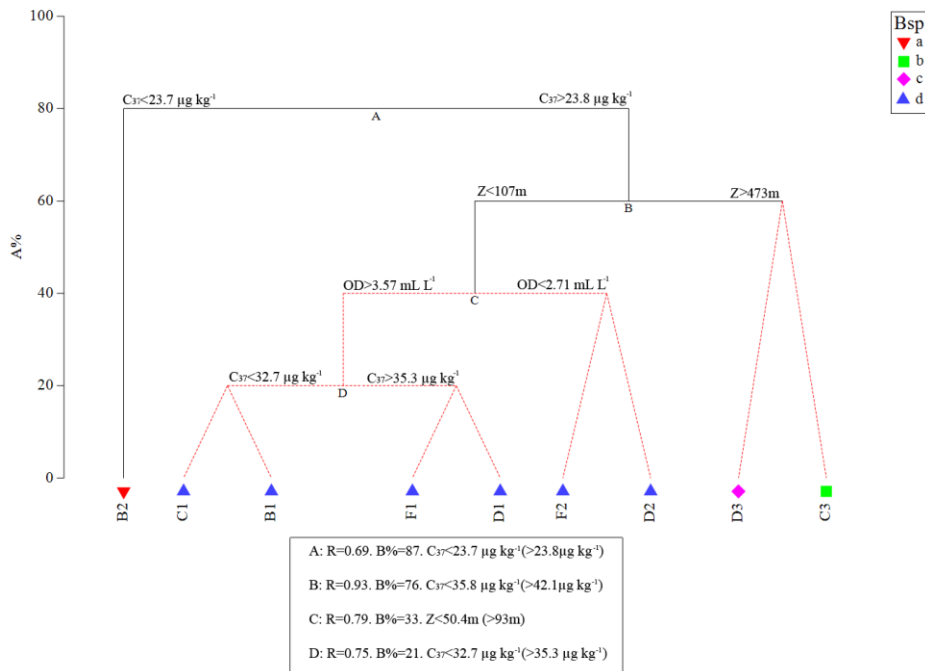 100
80
60
40
20
0
A%
C₃₇<23.7 µg kg⁻¹
C₃₇>23.8 µg kg⁻¹
A
Z<107m
Z>473m
B
OD>3.57 mL L⁻¹
OD<2.71 mL L⁻¹
C
C₃₇<32.7 µg kg⁻¹
C₃₇>35.3 µg kg⁻¹
D
B2
C1
B1
F1
D1
F2
D2
D3
C3
Bsp
a
b
c
d
A: R=0.69. B%=87. C₃₇<23.7 µg kg⁻¹(>23.8µg kg⁻¹)
B: R=0.93. B%=76. C₃₇<35.8 µg kg⁻¹(>42.1µg kg⁻¹)
C: R=0.79. B%=33. Z<50.4m (>93m)
D: R=0.75. B%=21. C₃₇<32.7 µg kg⁻¹(>35.3 µg kg⁻¹)